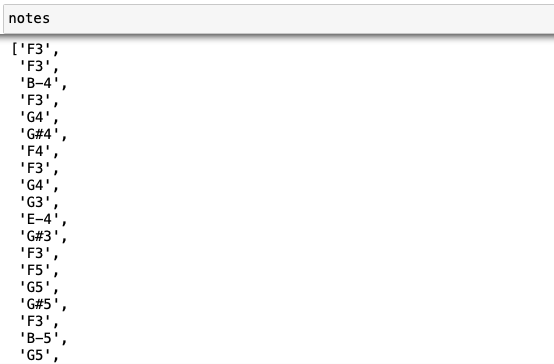 notes
['F3',
'F3',
'B-4',
'F3',
'G4',
'G#4',
'F4',
'F3',
'G4',
'G3',
'E-4',
'G#3',
'F3',
'F5',
'G5',
'G#5',
'F3',
'B-5',
'G5',